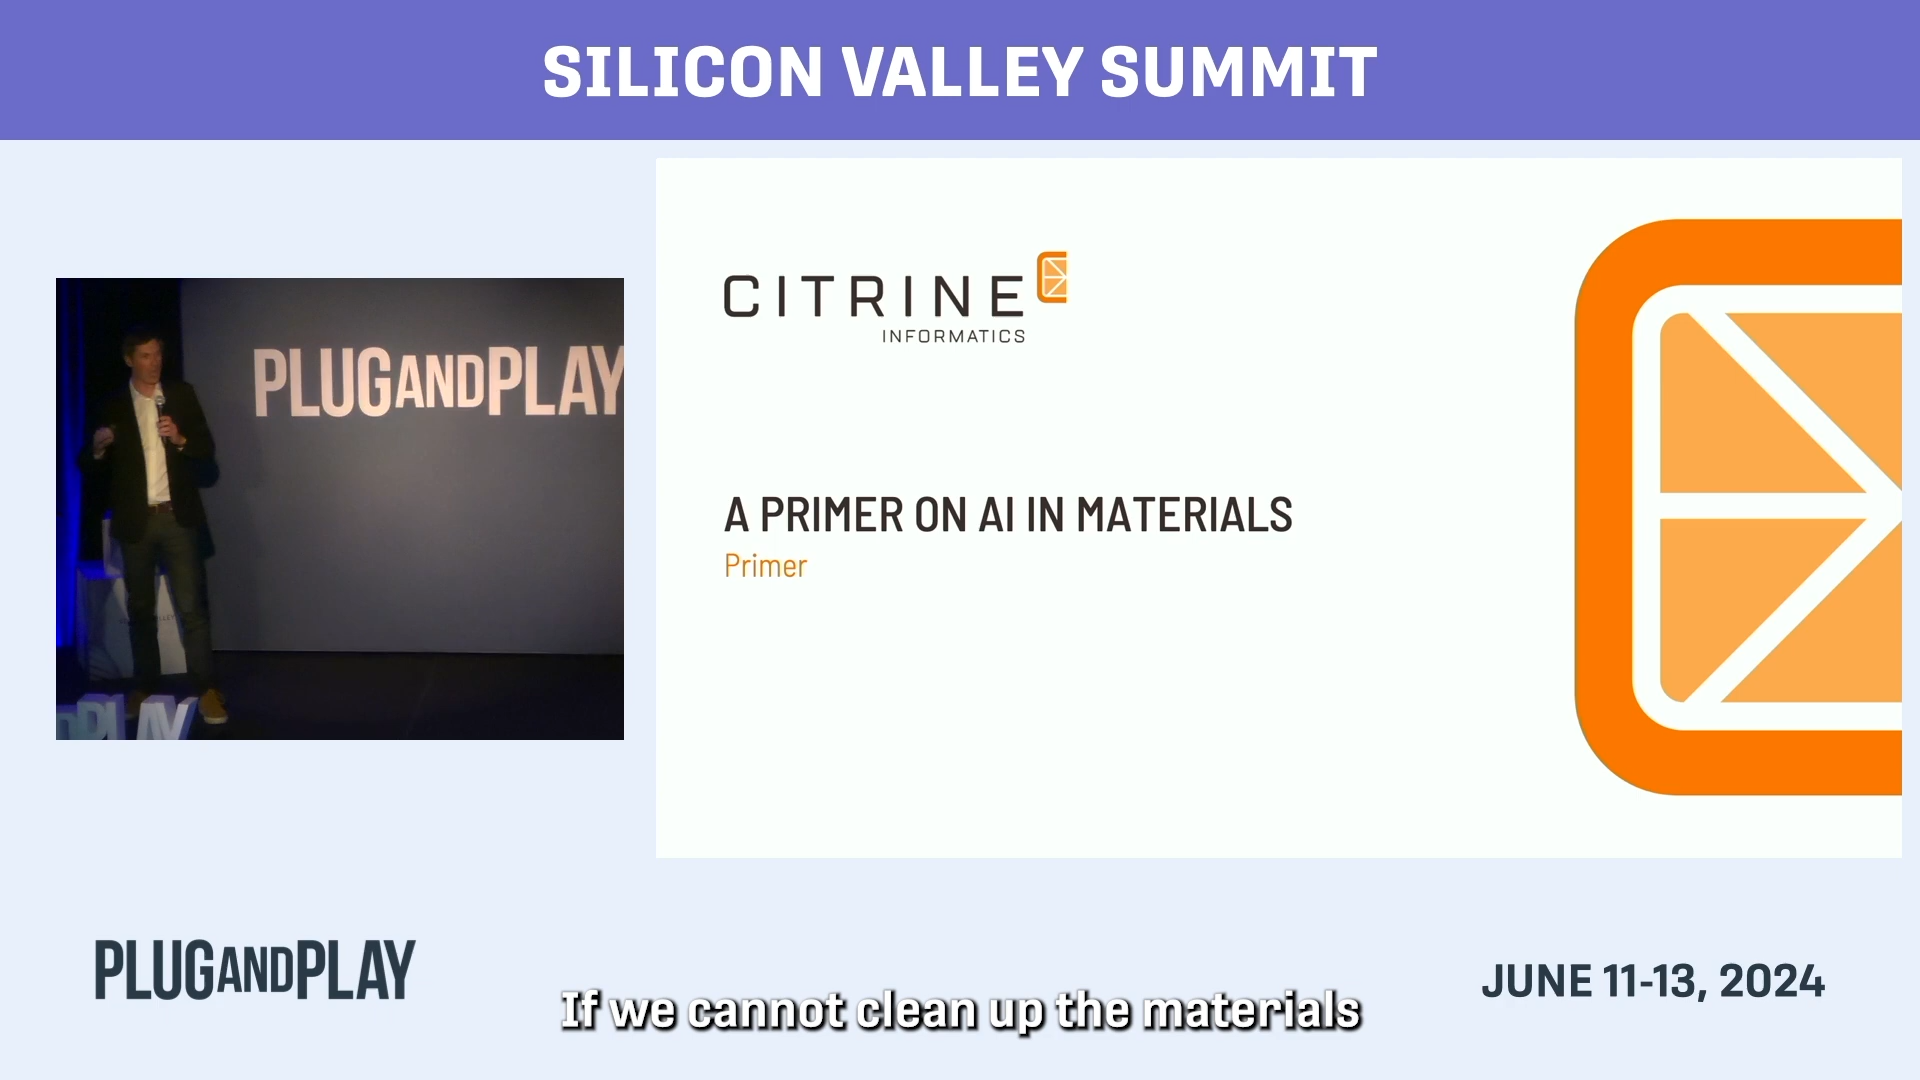 SILICON VALLEY SUMMIT
PLUGANDPLAY
DPLAY
CITRINE
INFORMATICS
A PRIMER ON AI IN MATERIALS
Primer
PLUGANDPLAY
JUNE 11-13, 2024
If we cannot clean up the materials